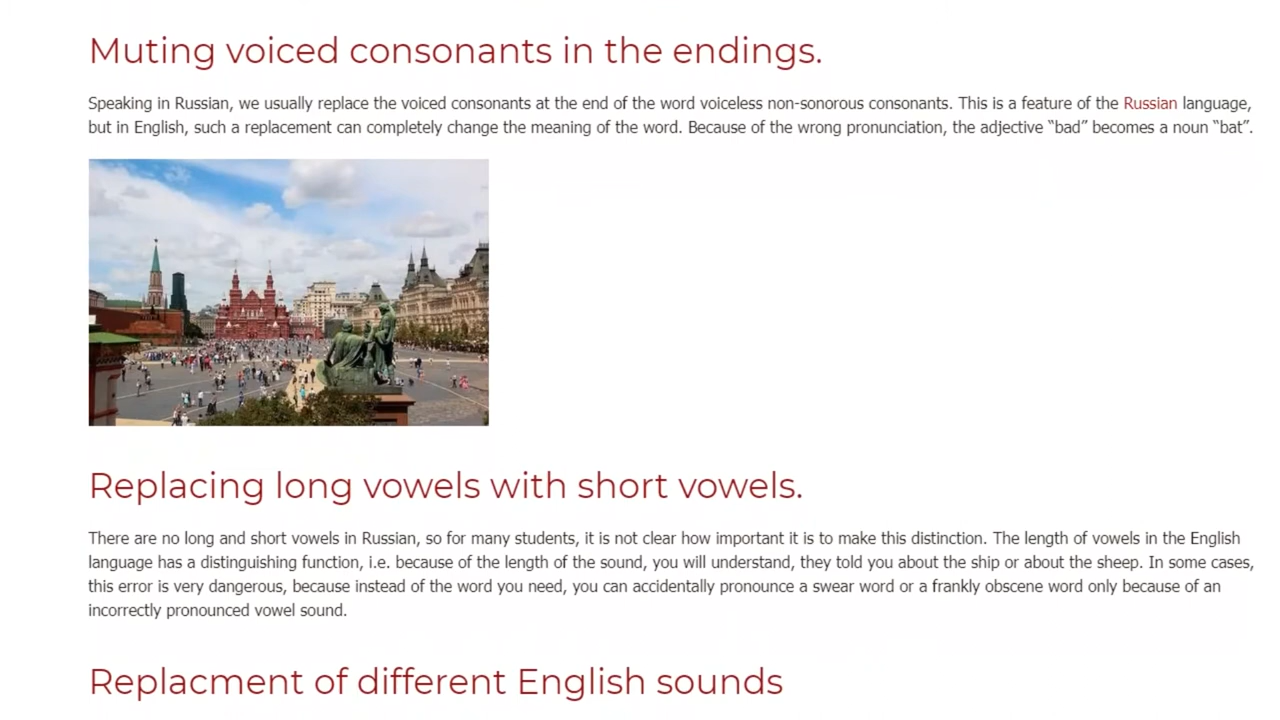 Muting voiced consonants in the endings.
Speaking in Russian, we usually replace the voiced consonants at the end of the word voiceless non-sonorous consonants. This is a feature of the Russian language,
but in English, such a replacement can completely change the meaning of the word. Because of the wrong pronunciation, the adjective “bad” becomes a noun “bat”.
Replacing long vowels with short vowels.
There are no long and short vowels in Russian, so for many students, it is not clear how important it is to make this distinction. The length of vowels in the English
language has a distinguishing function, i.e. because of the length of the sound, you will understand, they told you about the ship or about the sheep. In some cases,
this error is very dangerous, because instead of the word you need, you can accidentally pronounce a swear word or a frankly obscene word only because of an
incorrectly pronounced vowel sound.
Replacment of different English sounds